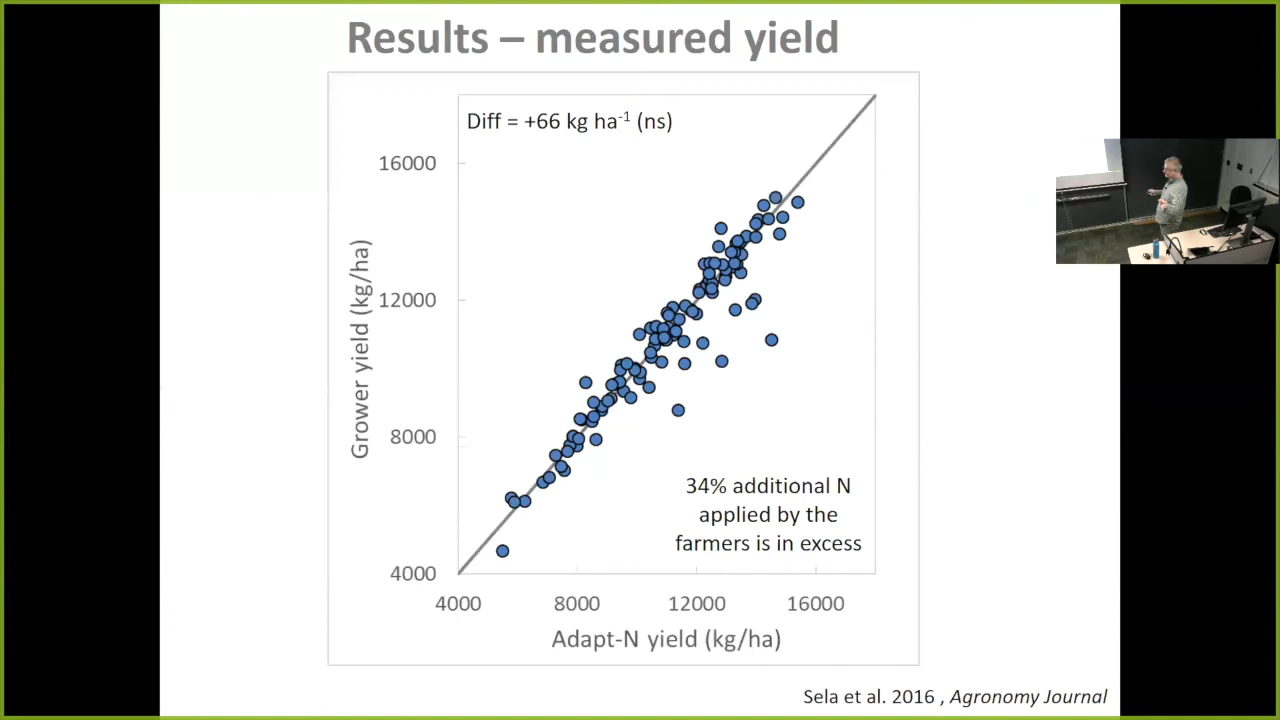 Results – measured yield
Diff = +66 kg ha-1 (ns)
16000
12000
8000
4000
Grower yield (kg/ha)
34% additional N
applied by the
farmers is in excess
4000 8000 12000 16000
Adapt-N yield (kg/ha)
Sela et al. 2016 , Agronomy Journal